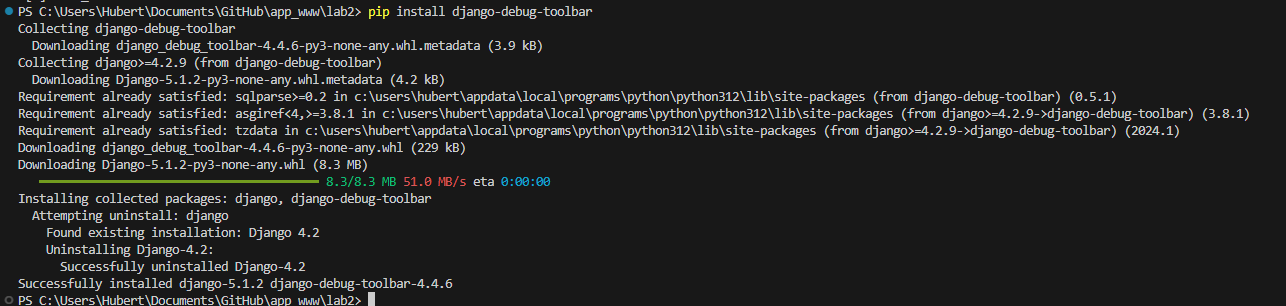 PS C:\Users\Hubert\Documents\GitHub\app_www\lab2> pip install django-debug-toolbar
Collecting django-debug-toolbar
  Downloading django_debug_toolbar-4.4.6-py3-none-any.whl.metadata (3.9 kB)
Collecting django>=4.2.9 (from django-debug-toolbar)
  Downloading Django-5.1.2-py3-none-any.whl.metadata (4.2 kB)
Requirement already satisfied: sqlparse>=0.2 in c:\users\hubert\appdata\local\programs\python\python312\lib\site-packages (from django-debug-toolbar) (0.5.1)
Requirement already satisfied: asgiref<4,>=3.8.1 in c:\users\hubert\appdata\local\programs\python\python312\lib\site-packages (from django>=4.2.9->django-debug-toolbar) (3.8.1)
Requirement already satisfied: tzdata in c:\users\hubert\appdata\local\programs\python\python312\lib\site-packages (from django>=4.2.9->django-debug-toolbar) (2024.1)
Downloading django_debug_toolbar-4.4.6-py3-none-any.whl (229 kB)
Downloading Django-5.1.2-py3-none-any.whl (8.3 MB)
8.3/8.3 MB 51.0 MB/s eta 0:00:00
Installing collected packages: django, django-debug-toolbar
  Attempting uninstall: django
    Found existing installation: Django 4.2
    Uninstalling Django-4.2:
      Successfully uninstalled Django-4.2
Successfully installed django-5.1.2 django-debug-toolbar-4.4.6
PS C:\Users\Hubert\Documents\GitHub\app_www\lab2>